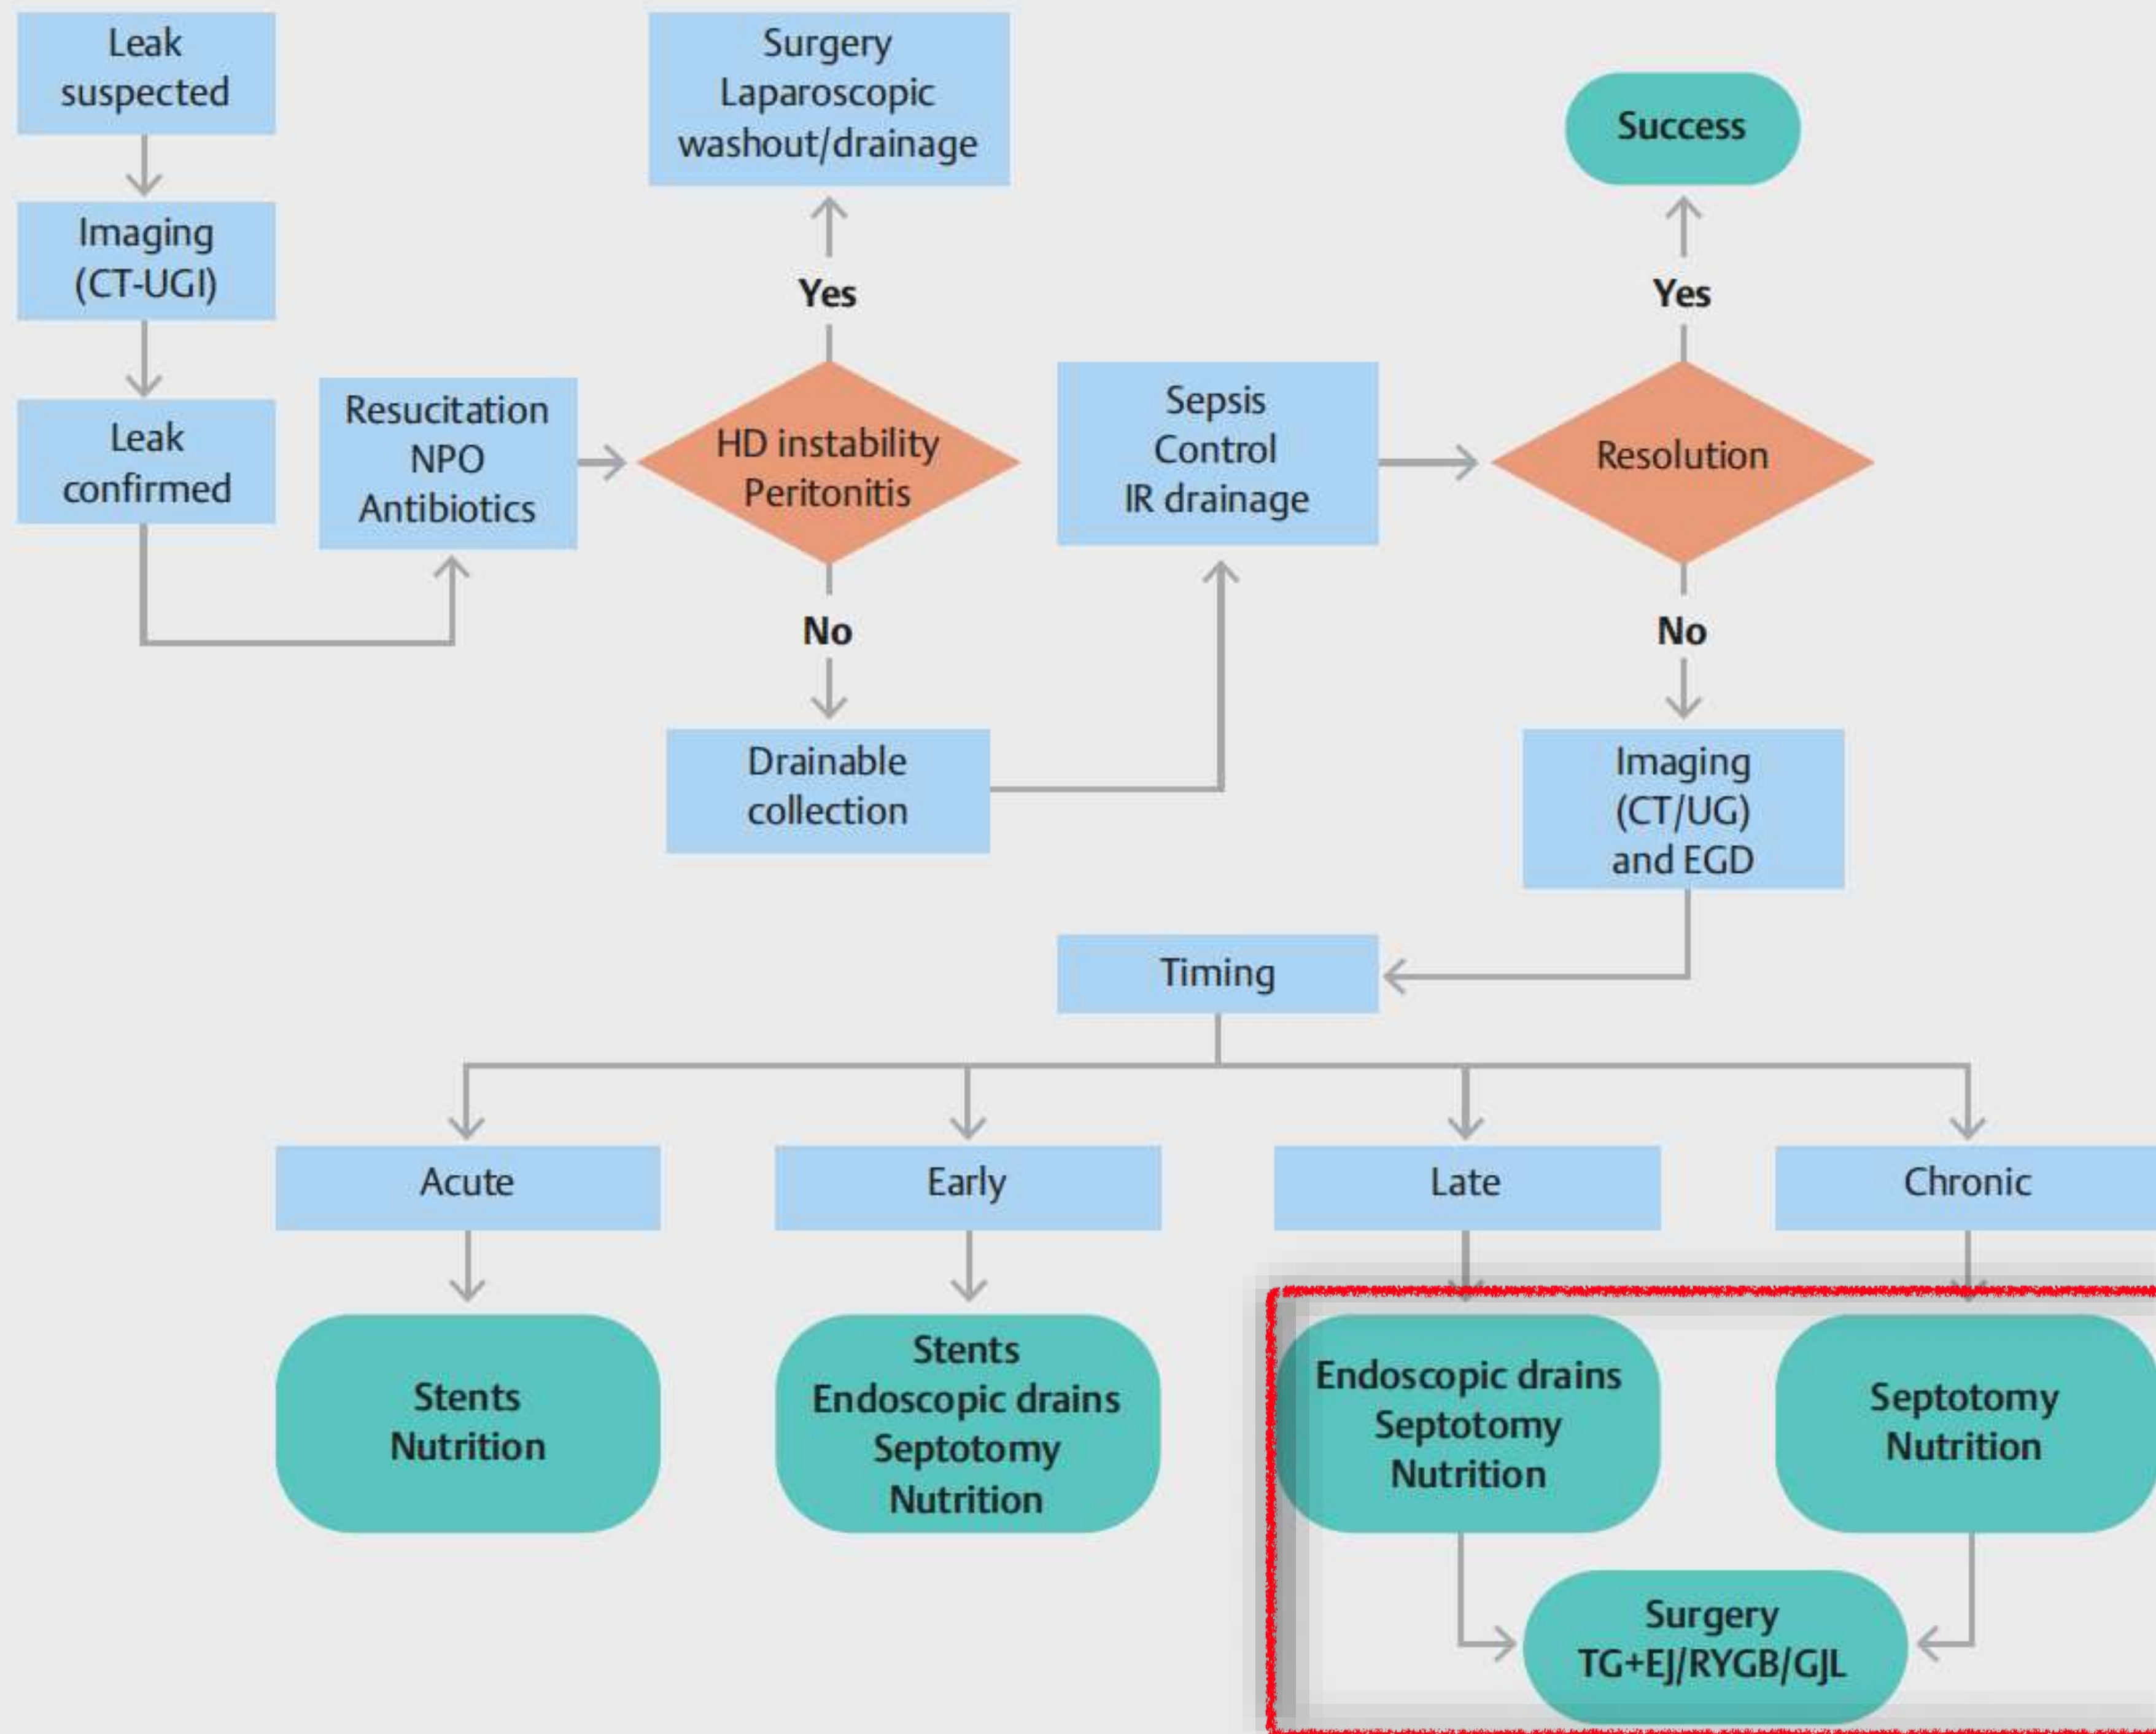 Leak
suspected
Imaging
(CT-UGI)
Leak
confirmed
Resucitation
NPO
Antibiotics
HD instability
Peritonitis
Yes
Surgery
Laparoscopic
washout/drainage
No
Drainable
collection
Sepsis
Control
IR drainage
Resolution
Yes
Success
No
Imaging
(CT/UG)
and EGD
Timing
Acute
Early
Late
Chronic
Stents
Nutrition
Stents
Endoscopic drains
Septotomy
Nutrition
Endoscopic drains
Septotomy
Nutrition
Septotomy
Nutrition
Surgery
TG+EJ/RYGB/GJL